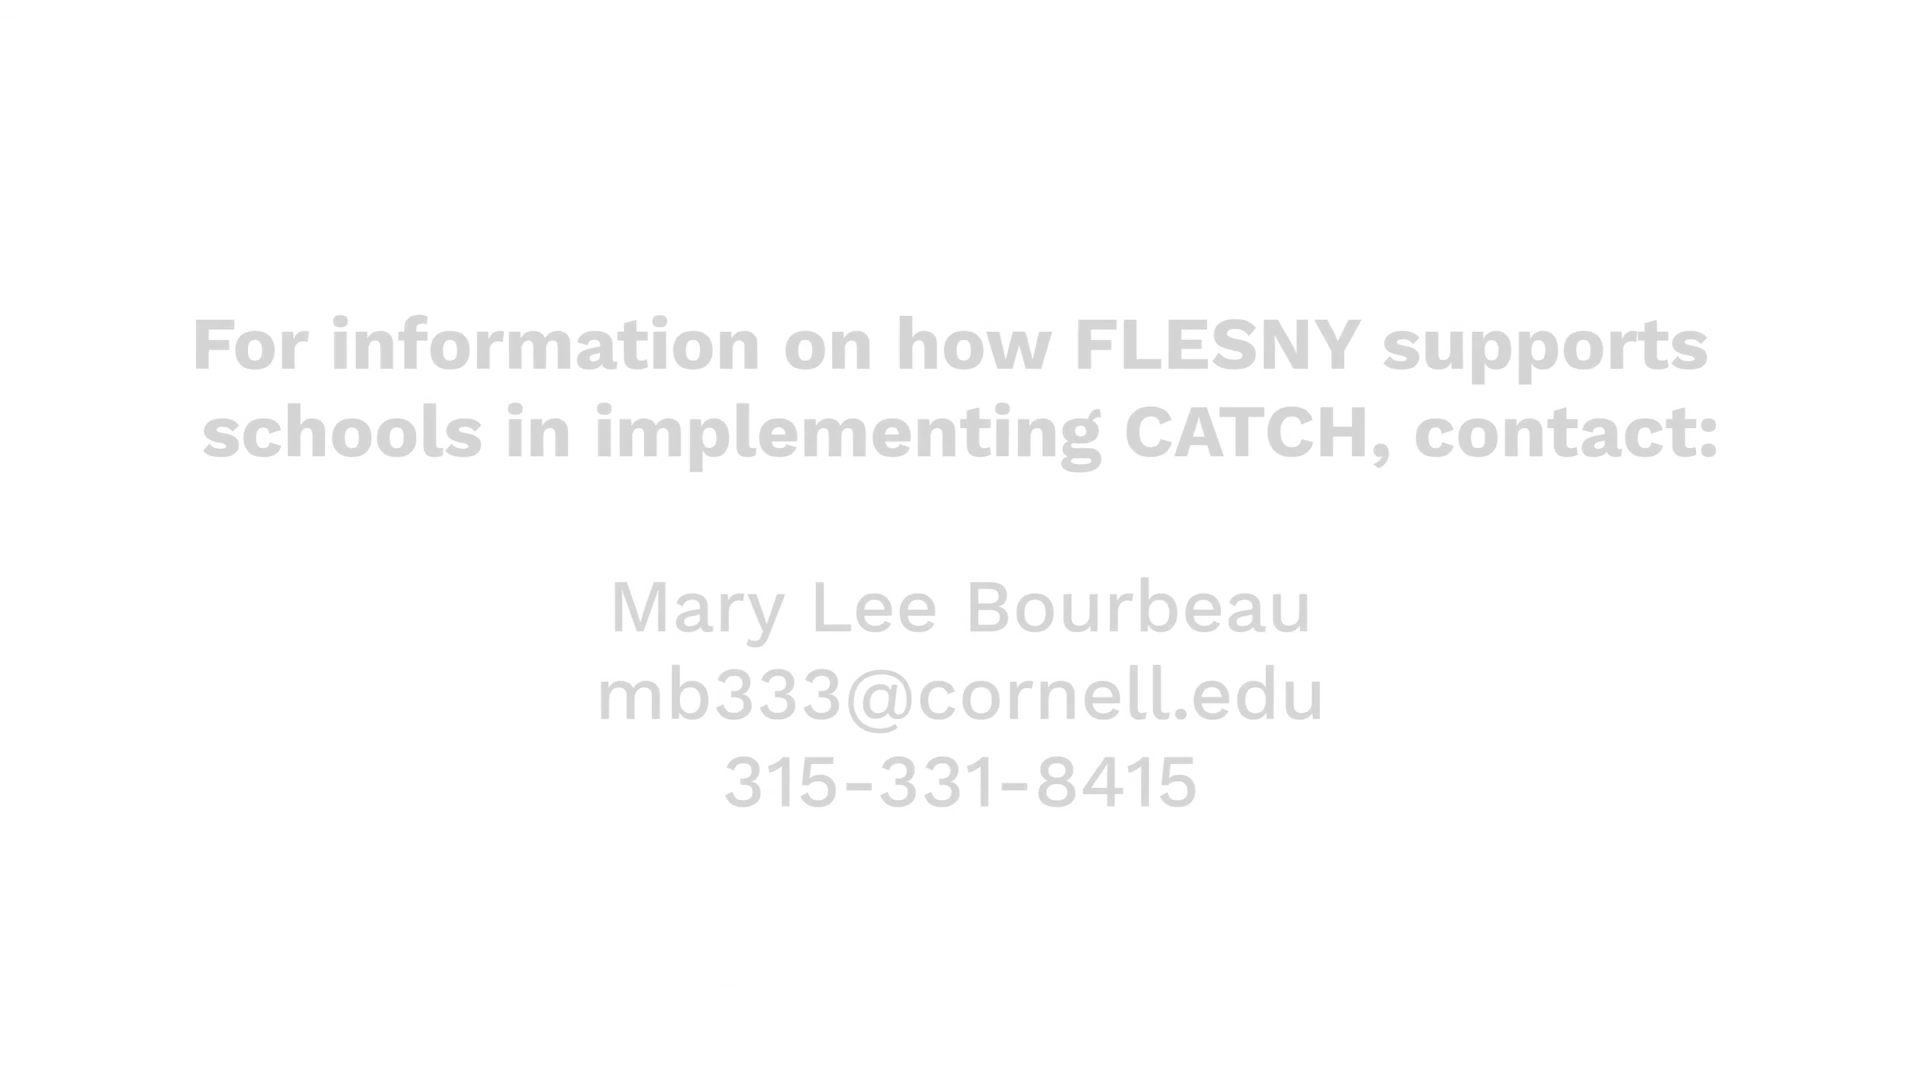 For information on how FLESNY supports
schools in implementing CATCH, contact:
Mary Lee Bourbeau
mb333@cornell.edu
315-331-8415